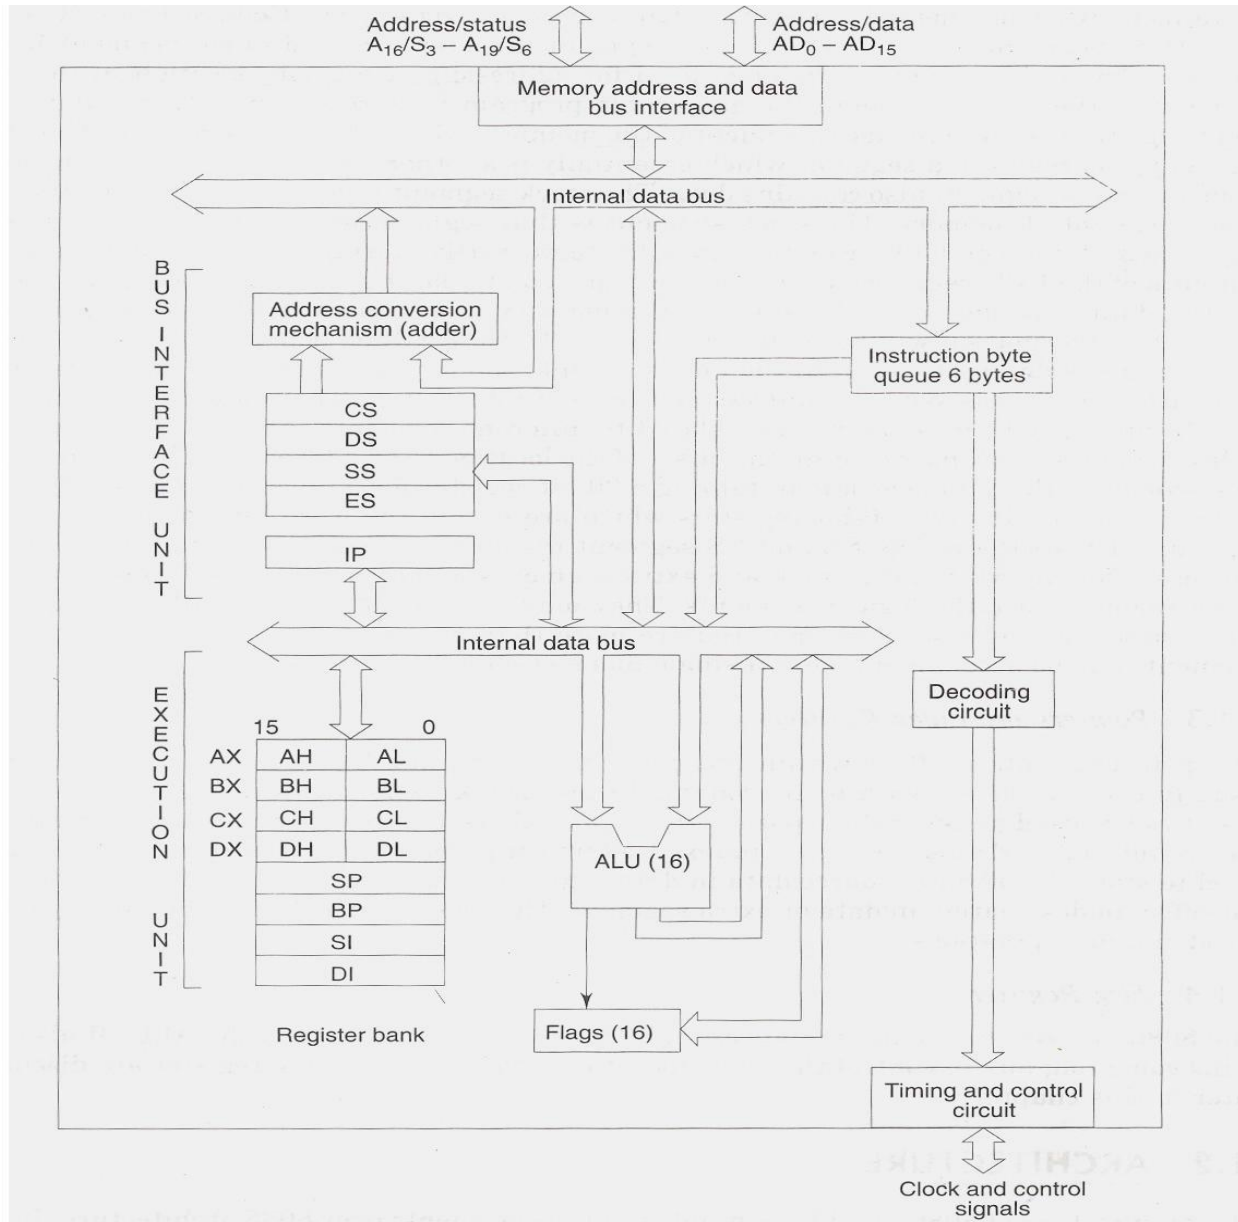 Address/status
A16/S3 – A19/S6
Address/data
AD0 – AD15
Memory address and data
bus interface
Internal data bus
BUS INTERFACE UNIT
Address conversion
mechanism (adder)
Instruction byte
queue 6 bytes
CS
DS
SS
ES
IP
Internal data bus
EXECUTION UNIT
Decoding
circuit
15 0
AX AH AL
BX BH BL
CX CH CL
DX DH DL
SP
BP
SI
DI
ALU (16)
Register bank
Flags (16)
Timing and control
circuit
ARCHITECTURE
Clock and control
signals